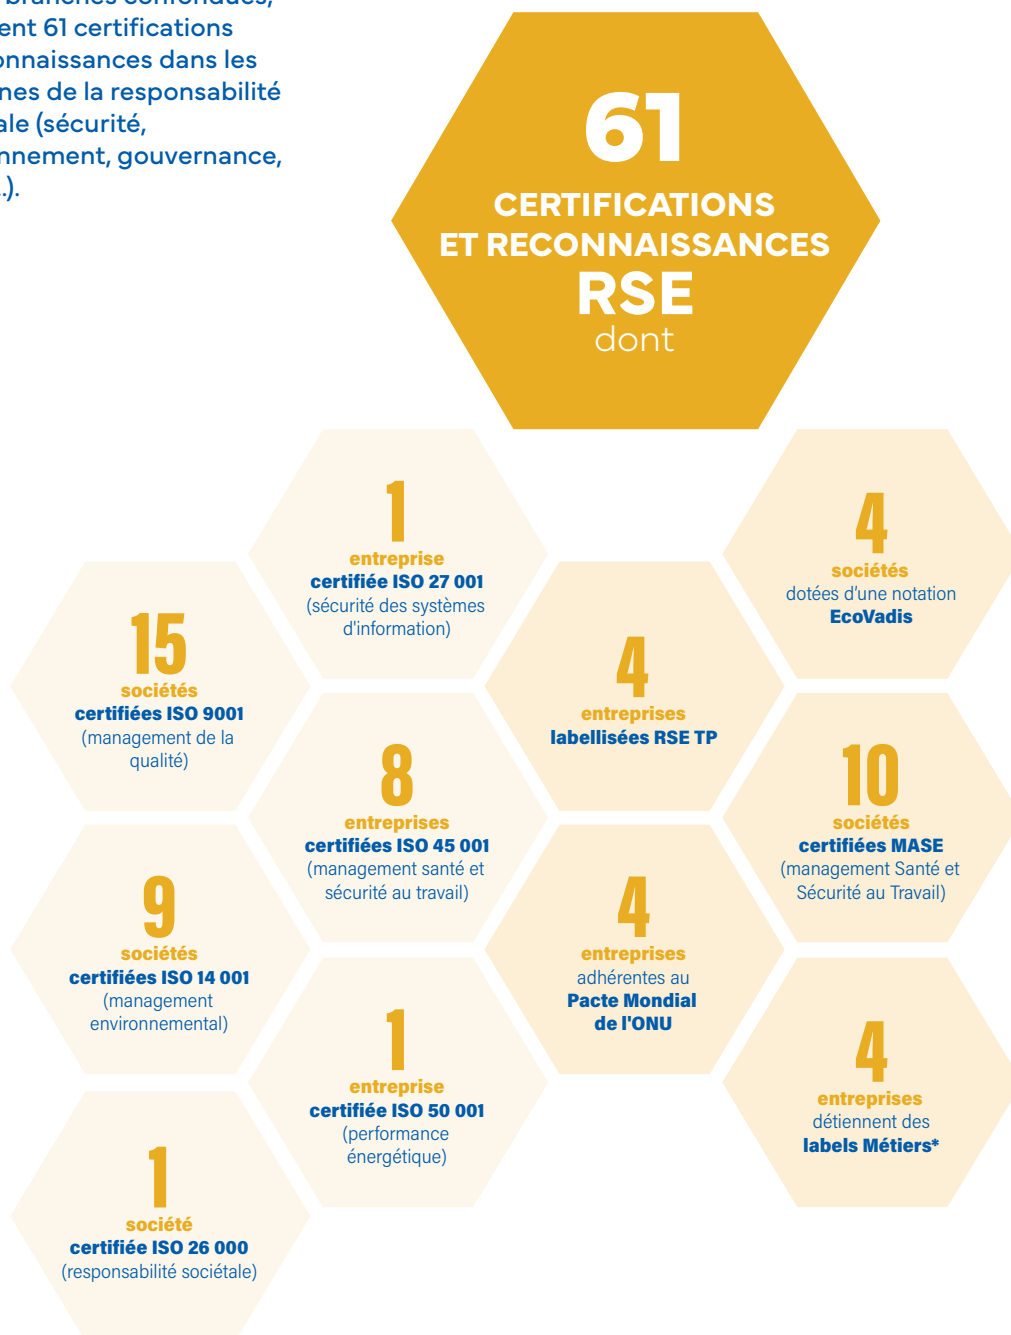 branches confondues,
61 certifications
dans les
de la responsabilité
(sécurité,
gouvernance,
61
CERTIFICATIONS
ET RECONNAISSANCES
RSE
dont
1
entreprise
certifiée ISO 27 001
(sécurité des systèmes
d'information)
4
sociétés
dotées d’une notation
EcoVadis
15
sociétés
certifiées ISO 9001
(management de la
qualité)
4
entreprises
labellisées RSE TP
8
entreprises
certifiées ISO 45 001
(management santé et
sécurité au travail)
10
sociétés
certifiées MASE
(management Santé et
Sécurité au Travail)
9
sociétés
certifiées ISO 14 001
(management
environnemental)
4
entreprises
adhérentes au
Pacte Mondial
de l'ONU
1
entreprise
certifiée ISO 50 001
(performance
énergétique)
4
entreprises
détiennent des
labels Métiers*
1
société
certifiée ISO 26 000
(responsabilité sociétale)